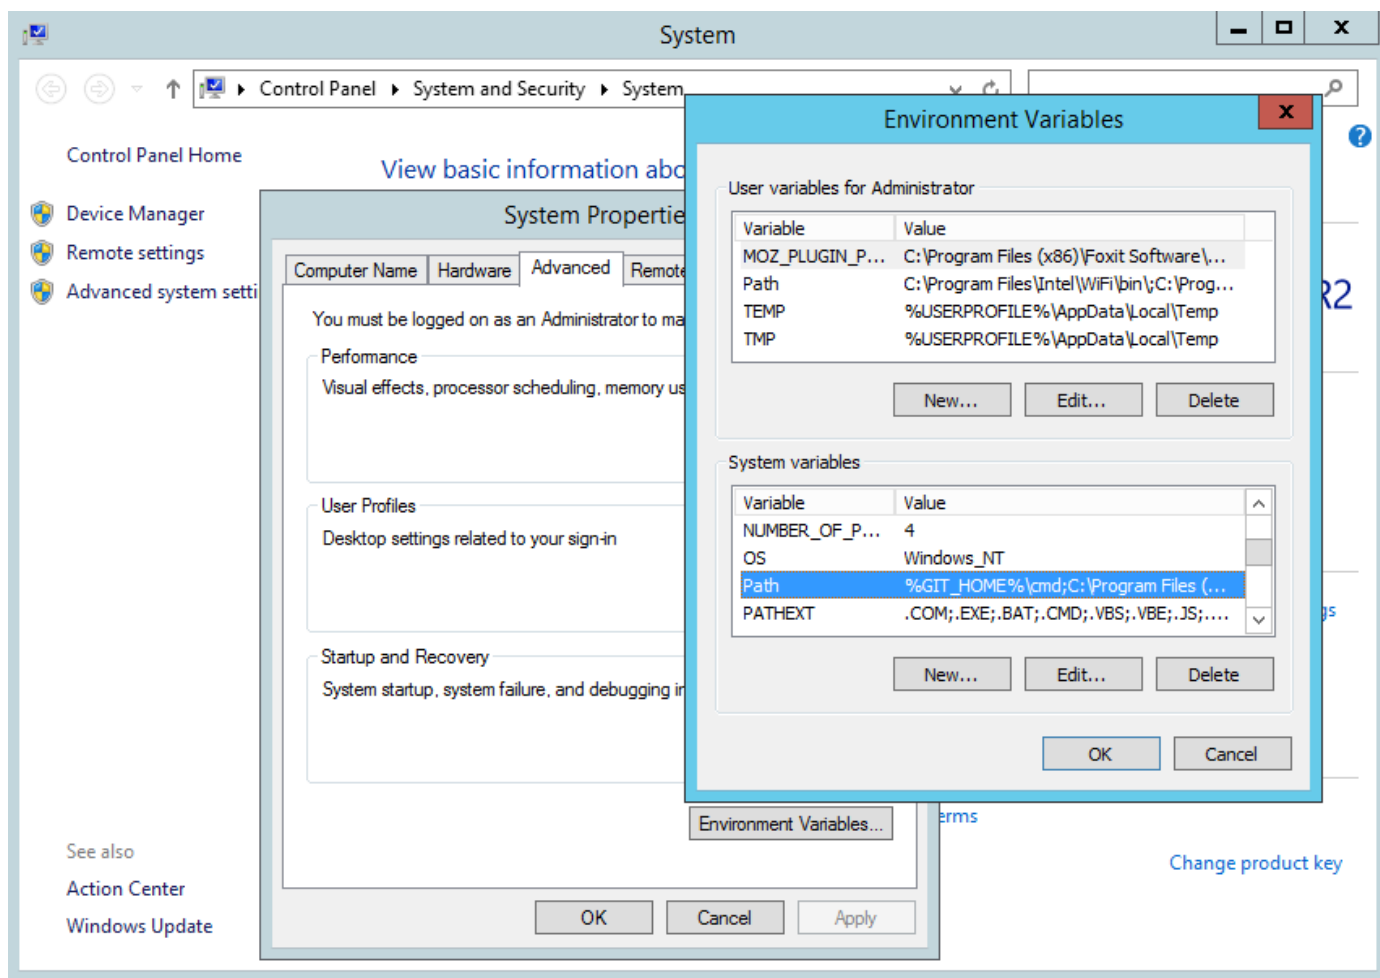 System
Control Panel ▸ System and Security ▸ System
Environment Variables
Control Panel Home
View basic information abo
Device Manager
Remote settings
Advanced system setti
R2
System Propertie
Computer Name
Hardware
Advanced
Remote
You must be logged on as an Administrator to ma
Performance
Visual effects, processor scheduling, memory us
User Profiles
Desktop settings related to your sign-in
Startup and Recovery
System startup, system failure, and debugging in
Environment Variables...
OK
Cancel
Apply
User variables for Administrator
Variable Value
MOZ_PLUGIN_P... C:\Program Files (x86)\Foxit Software\...
Path C:\Program Files\Intel\WiFi\bin\;C:\Prog...
TEMP %USERPROFILE%\AppData\Local\Temp
TMP %USERPROFILE%\AppData\Local\Temp
New...
Edit...
Delete
System variables
Variable Value
NUMBER_OF_P... 4
OS Windows_NT
Path %GIT_HOME%\cmd;C:\Program Files (...
PATHEXT .COM;.EXE;.BAT;.CMD;.VBS;.VBE;.JS;....
New...
Edit...
Delete
OK
Cancel
gs
erms
Change product key
See also
Action Center
Windows Update